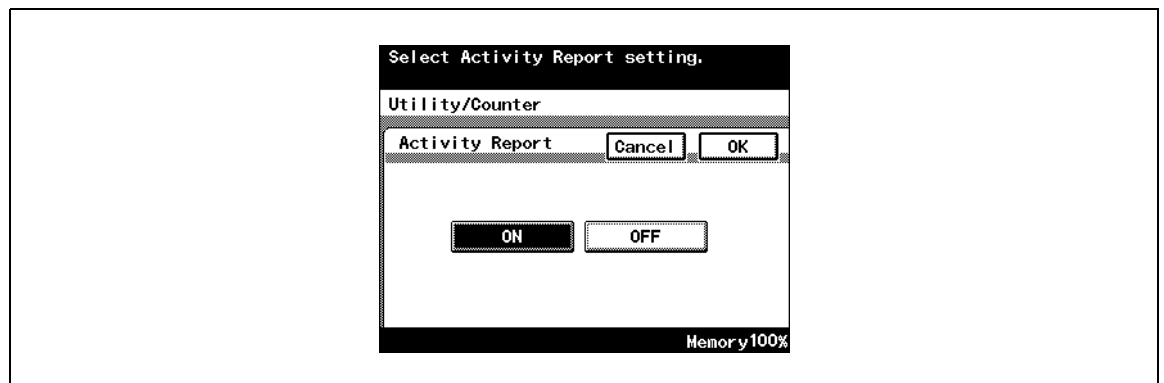 Select Activity Report setting.
Utility/Counter
Activity Report Cancel OK
ON OFF
Memory100%